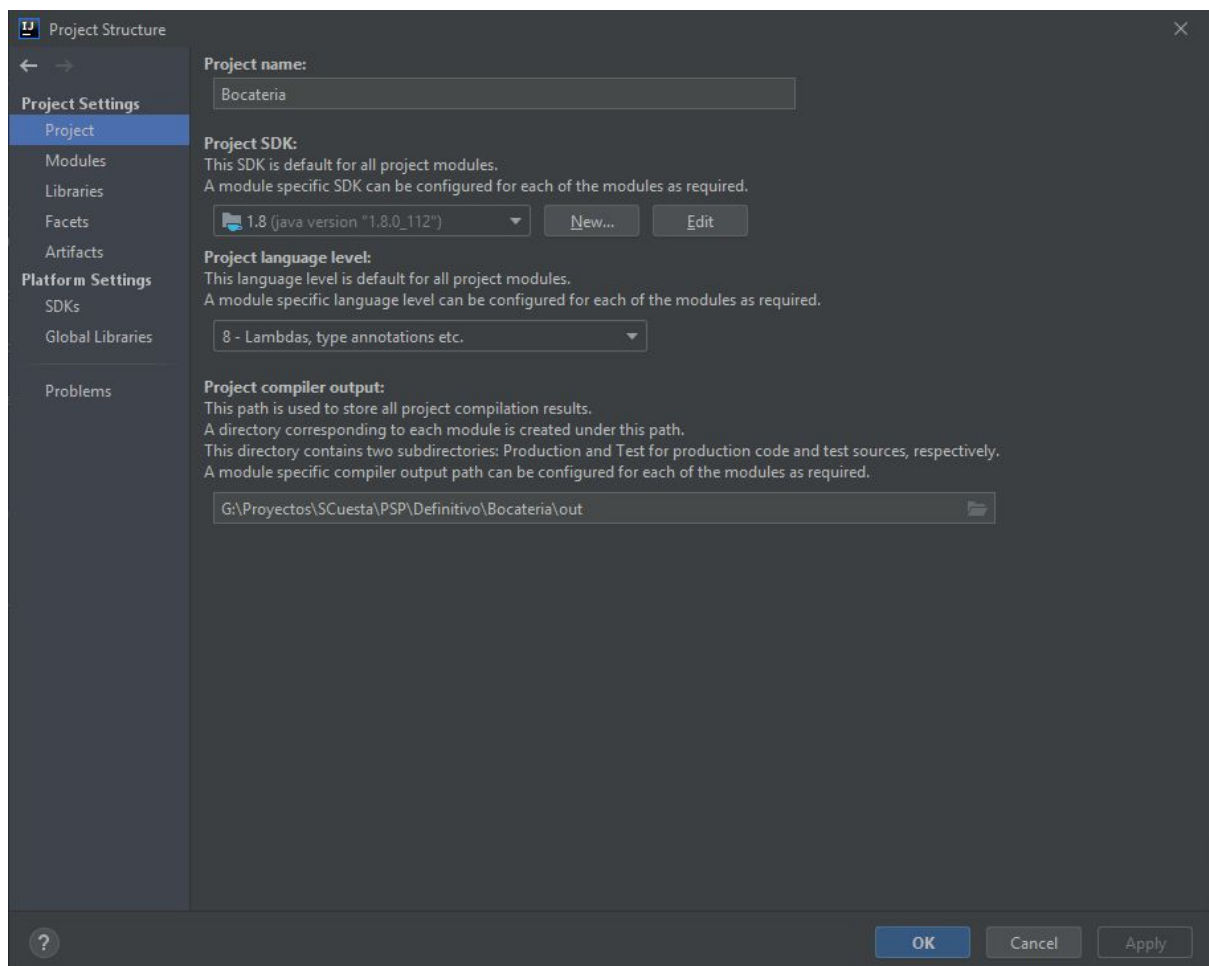 Project Structure
Project Settings
Project
Modules
Libraries
Facets
Artifacts
Platform Settings
SDKs
Global Libraries
Problems
Project name:
Bocateria
Project SDK:
This SDK is default for all project modules.
A module specific SDK can be configured for each of the modules as required.
1.8 (java version "1.8.0_112")
New...
Edit
Project language level:
This language level is default for all project modules.
A module specific language level can be configured for each of the modules as required.
8 - Lambdas, type annotations etc.
Project compiler output:
This path is used to store all project compilation results.
A directory corresponding to each module is created under this path.
This directory contains two subdirectories: Production and Test for production code and test sources, respectively.
A module specific compiler output path can be configured for each of the modules as required.
G:\Proyectos\SCuesta\PSP\Definitivo\Bocateria\out
?
OK
Cancel
Apply